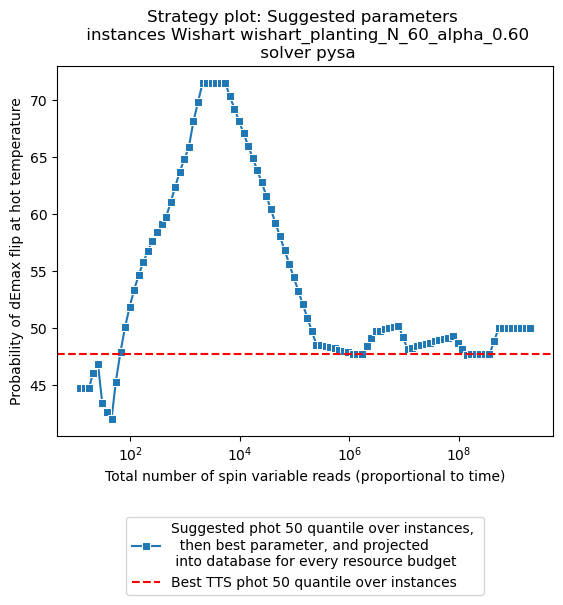 Strategy plot: Suggested parameters
instances Wishart wishart_planting_N_60_alpha_0.60
solver pysa
Probability of dEmax flip at hot temperature
70
65
60
55
50
45
10^2
10^4
10^6
10^8
Total number of spin variable reads (proportional to time)
Suggested phot 50 quantile over instances,
then best parameter, and projected
into database for every resource budget
Best TTS phot 50 quantile over instances